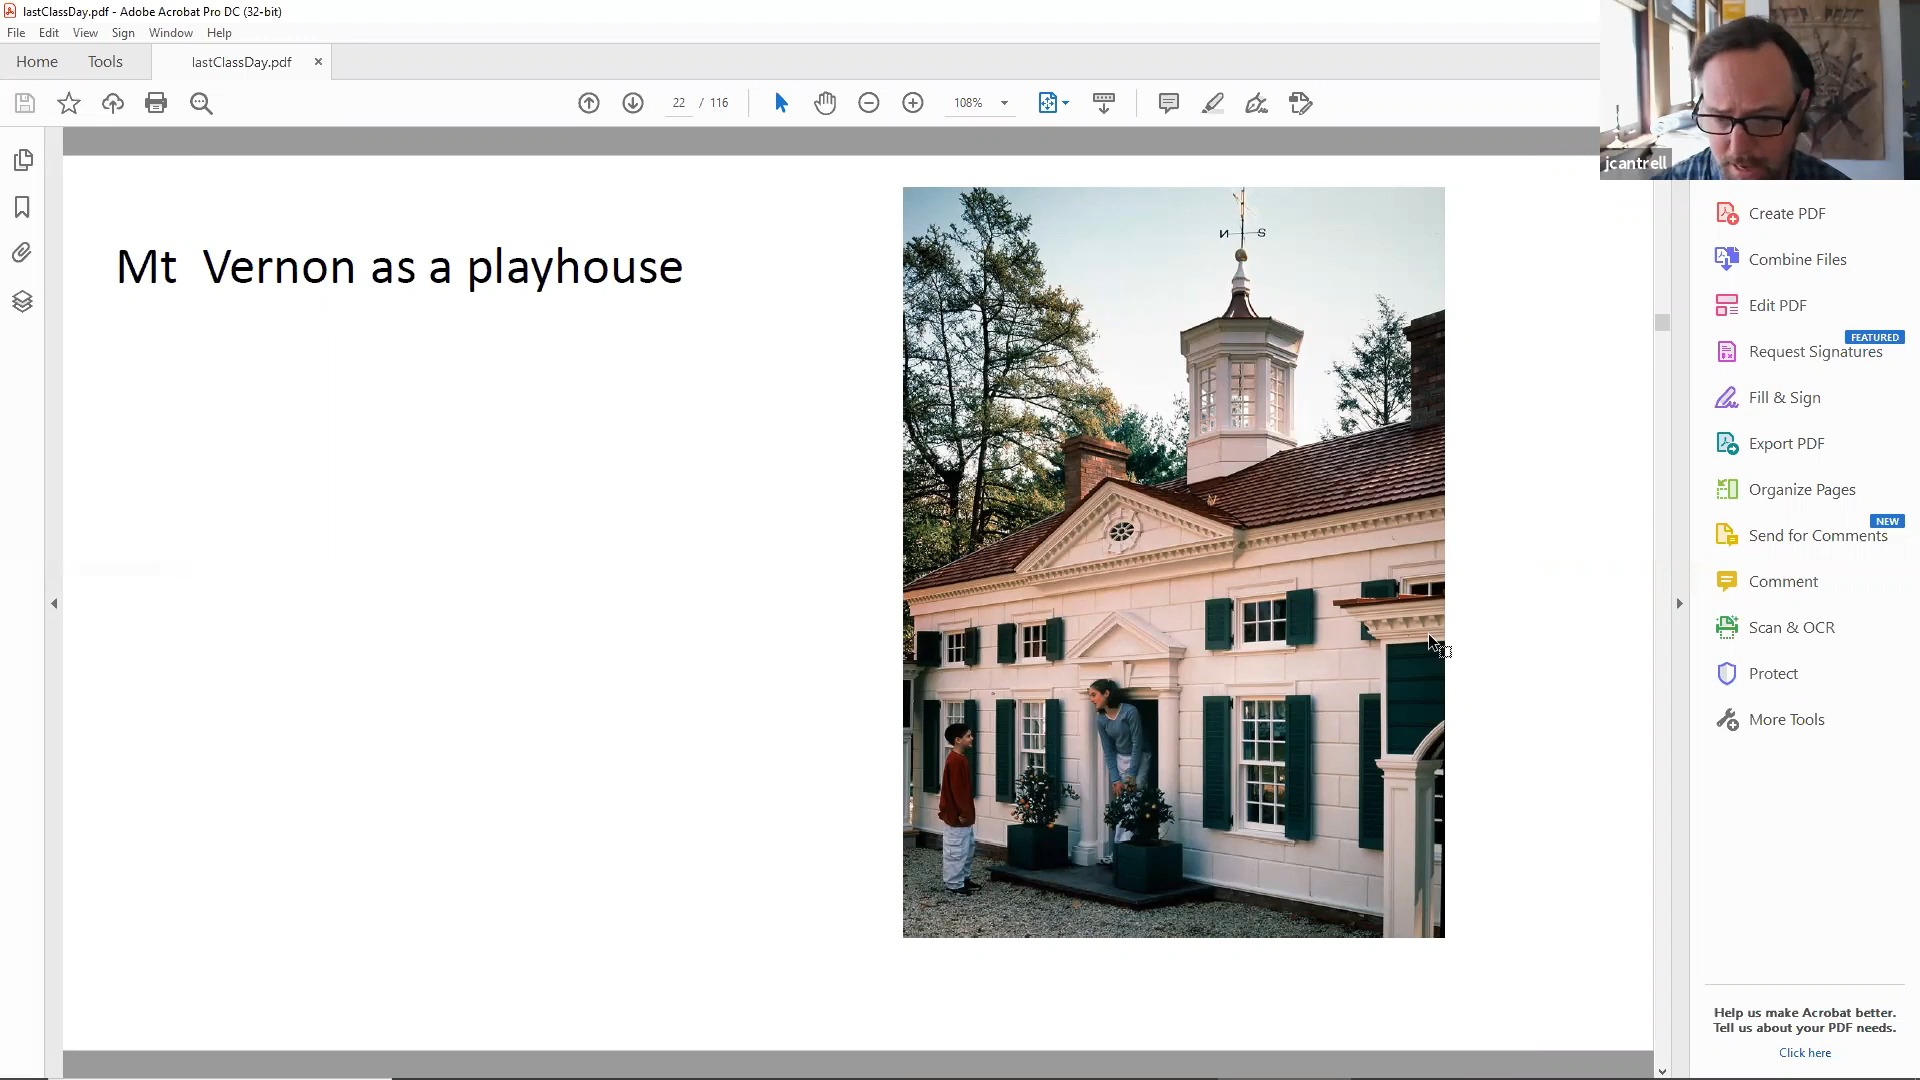 lastClassDay.pdf - Adobe Acrobat Pro DC (32-bit)
File Edit View Sign Window Help
Home Tools lastClassDay.pdf ×
22 / 116 108%
jcantrell
Mt  Vernon as a playhouse
N S
Create PDF
Combine Files
Edit PDF
FEATURED
Request Signatures
Fill & Sign
Export PDF
Organize Pages
NEW
Send for Comments
Comment
Scan & OCR
Protect
More Tools
Help us make Acrobat better.
Tell us about your PDF needs.
Click here